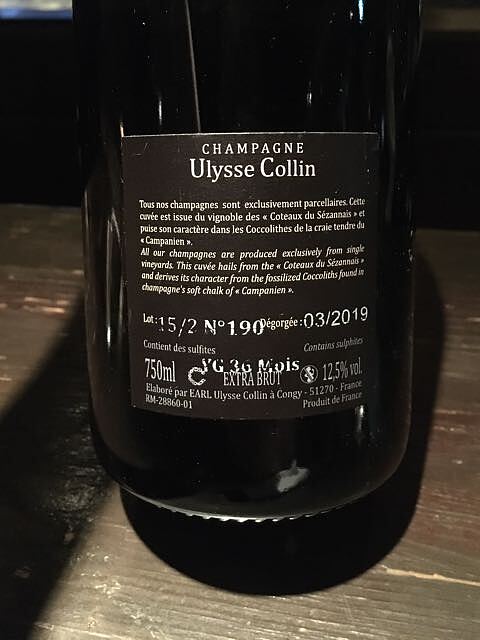 CHAMPAGNE
Ulysse Collin
Tous nos champagnes sont exclusivement parcellaires. Cette
cuvée est issue du vignoble des « Coteaux du Sézannais » et
puise son caractère dans les Coccolithes de la craie tendre du
« Campanien ».
All our champagnes are produced exclusively from single
vineyards. This cuvée hails from the « Coteaux du Sézannais »
and derives its character from the fossilized Coccoliths found in
champagne's soft chalk of « Campanien ».
Lot: 15/2 N°190 Dégorgée: 03/2019
Contient des sulfites Contains sulphites
VG 36 Mois
750ml EXTRA BRUT 12,5% vol.
Elaboré par EARL Ulysse Collin à Congy - 51270 - France
RM-28860-01 Produit de France